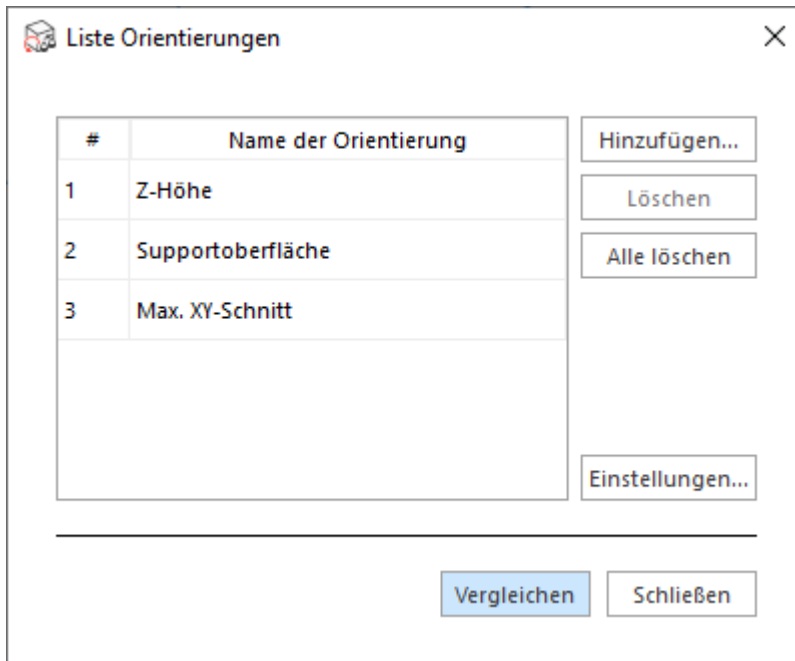 Liste Orientierungen
# Name der Orientierung
1 Z-Höhe
2 Supportoberfläche
3 Max. XY-Schnitt
Hinzufügen...
Löschen
Alle löschen
Einstellungen...
Vergleichen
Schließen